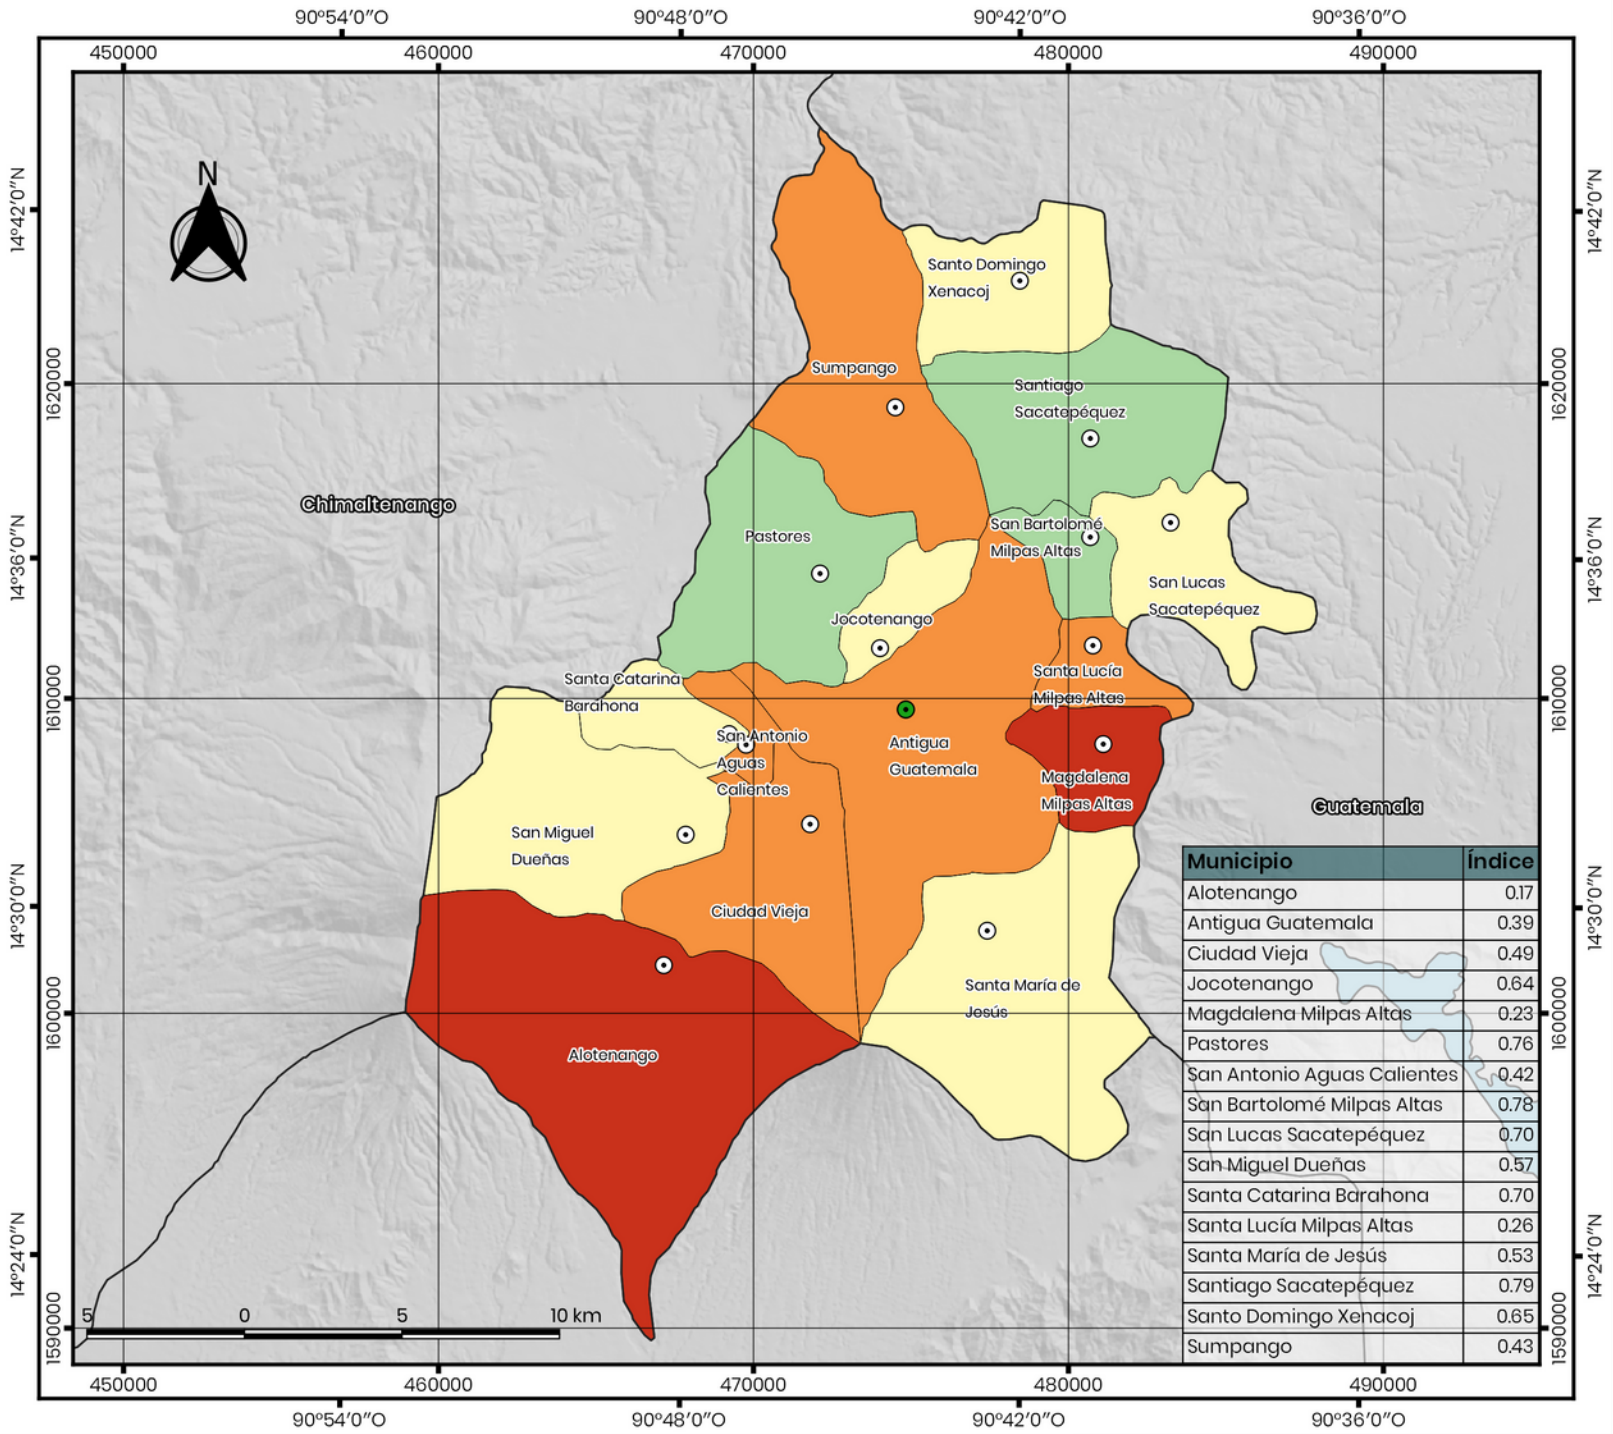 90°54'0"O 90°48'0"O 90°42'0"O 90°36'0"O
450000 460000 470000 480000 490000
N
14°42'0"N 14°42'0"N
Santo Domingo
Xenacoj
Sumpango
1620000 1620000
Santiago
Sacatepéquez
Chimaltenango
San Bartolomé
Milpas Altas
Pastores
14°36'0"N 14°36'0"N
San Lucas
Sacatepéquez
Jocotenango
Santa Lucía
Milpas Altas
Santa Catarina
Barahona
1610000 1610000
San Antonio
Aguas
Calientes
Antigua
Guatemala
Magdalena
Milpas Altas
Guatemala
San Miguel
Dueñas
Ciudad Vieja
14°30'0"N 14°30'0"N
Santa María de
Jesús
1600000 1600000
Alotenango
Municipio Índice
Alotenango 0.17
Antigua Guatemala 0.39
Ciudad Vieja 0.49
Jocotenango 0.64
Magdalena Milpas Altas 0.23
Pastores 0.76
San Antonio Aguas Calientes 0.42
San Bartolomé Milpas Altas 0.78
San Lucas Sacatepéquez 0.70
San Miguel Dueñas 0.57
Santa Catarina Barahona 0.70
Santa Lucía Milpas Altas 0.26
Santa María de Jesús 0.53
Santiago Sacatepéquez 0.79
Santo Domingo Xenacoj 0.65
Sumpango 0.43
14°24'0"N 14°24'0"N
5 0 5 10 km
1590000 1590000
450000 460000 470000 480000 490000
90°54'0"O 90°48'0"O 90°42'0"O 90°36'0"O